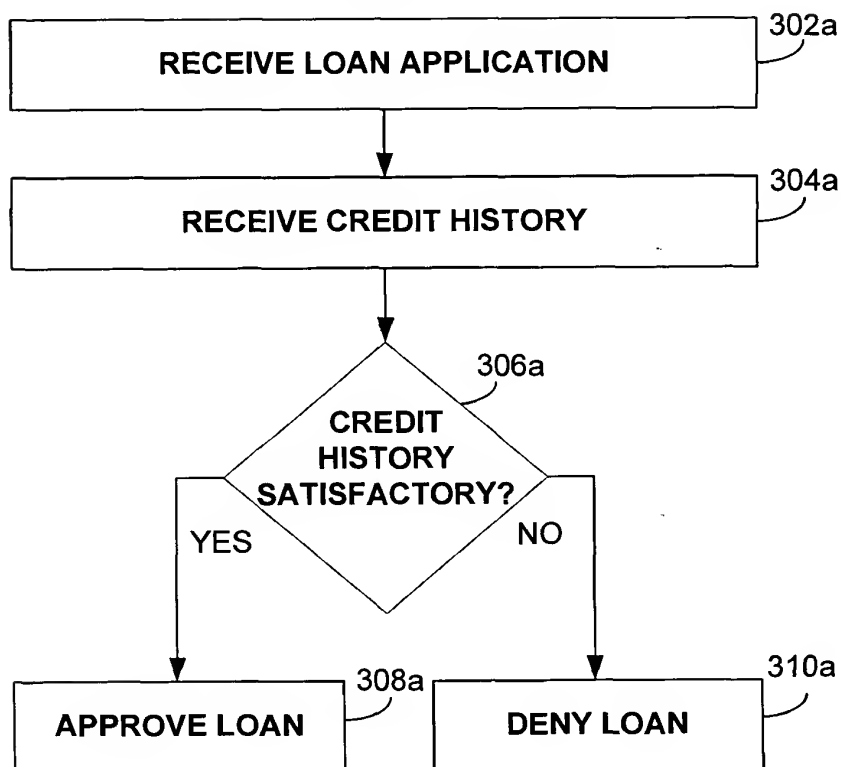 302a
RECEIVE LOAN APPLICATION
304a
RECEIVE CREDIT HISTORY
306a
CREDIT
HISTORY
SATISFACTORY?
YES
NO
308a
APPROVE LOAN
310a
DENY LOAN